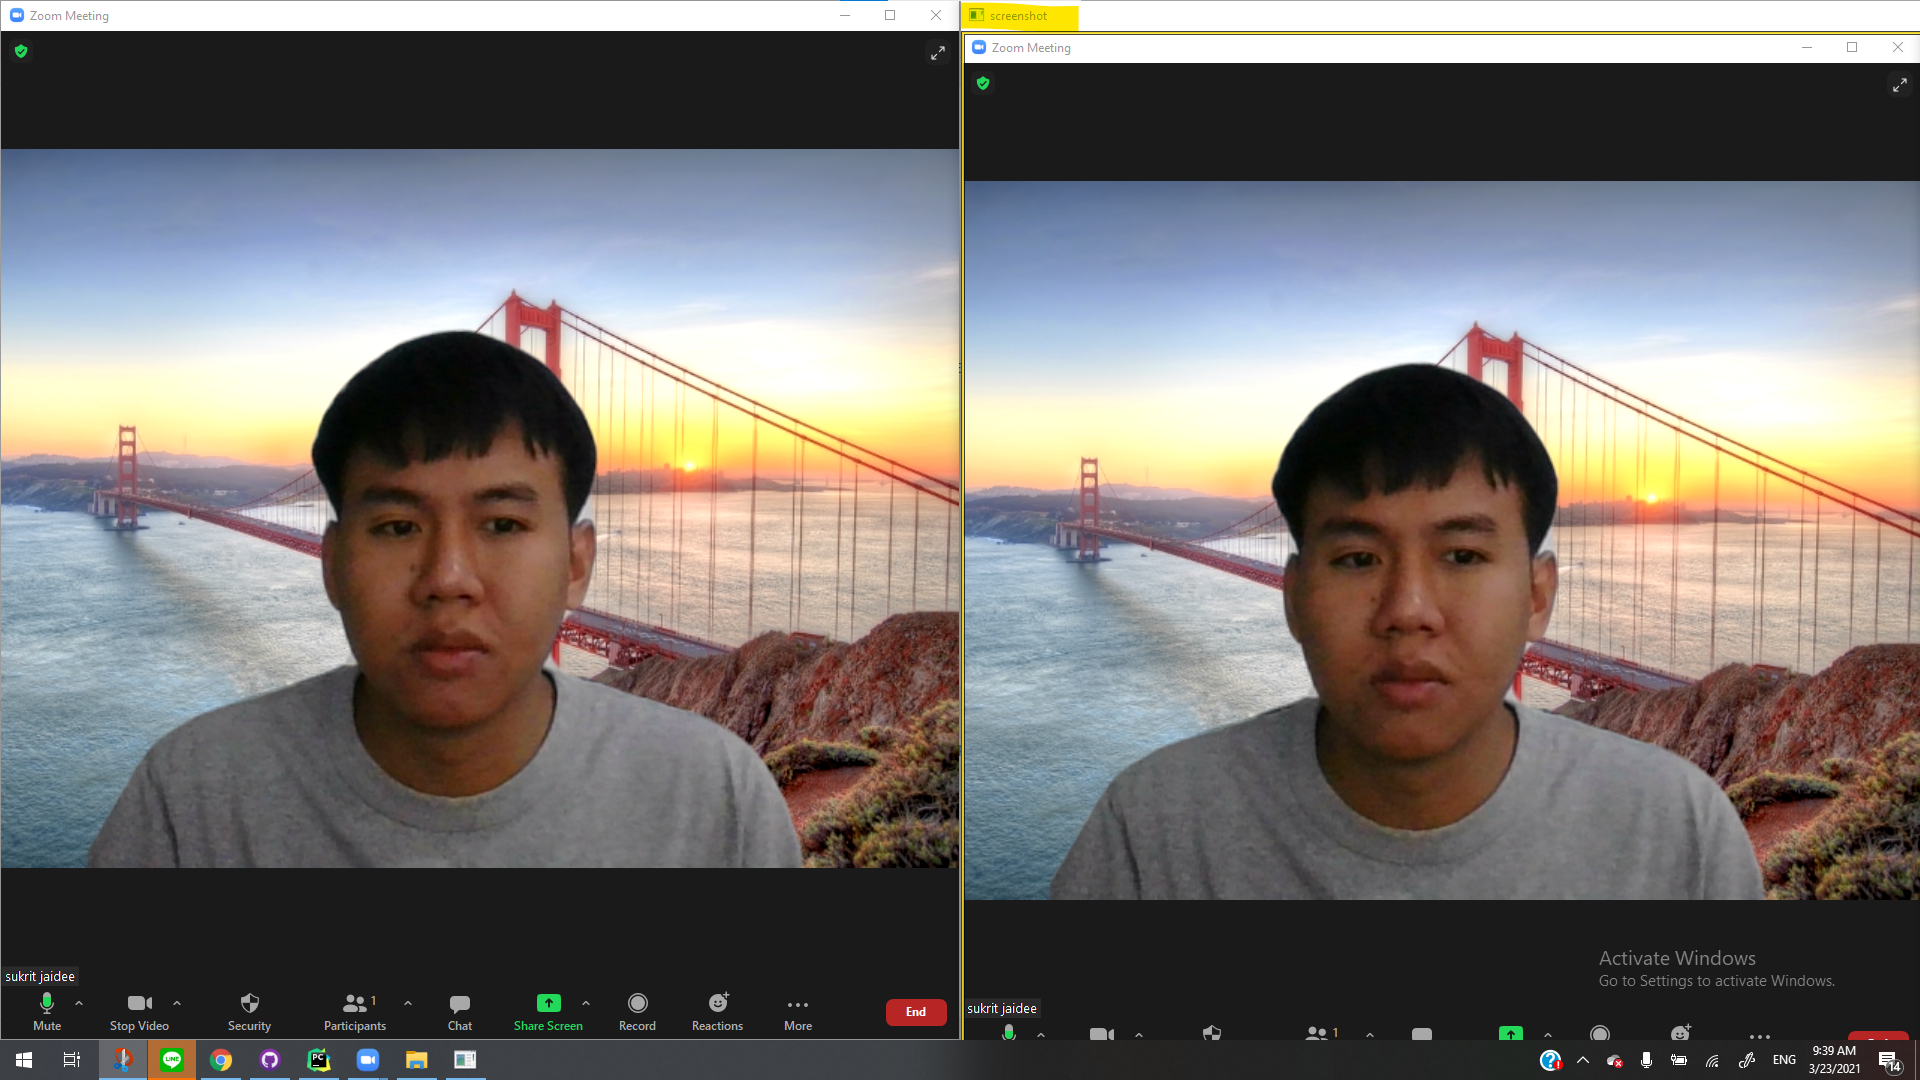 Zoom Meeting
screenshot
Zoom Meeting
sukrit jaidee
Mute
Stop Video
Security
1
Participants
Chat
Share Screen
Record
Reactions
More
End
Activate Windows
Go to Settings to activate Windows.
sukrit jaidee
1
LINE
PC
ENG
9:39 AM
3/23/2021
14